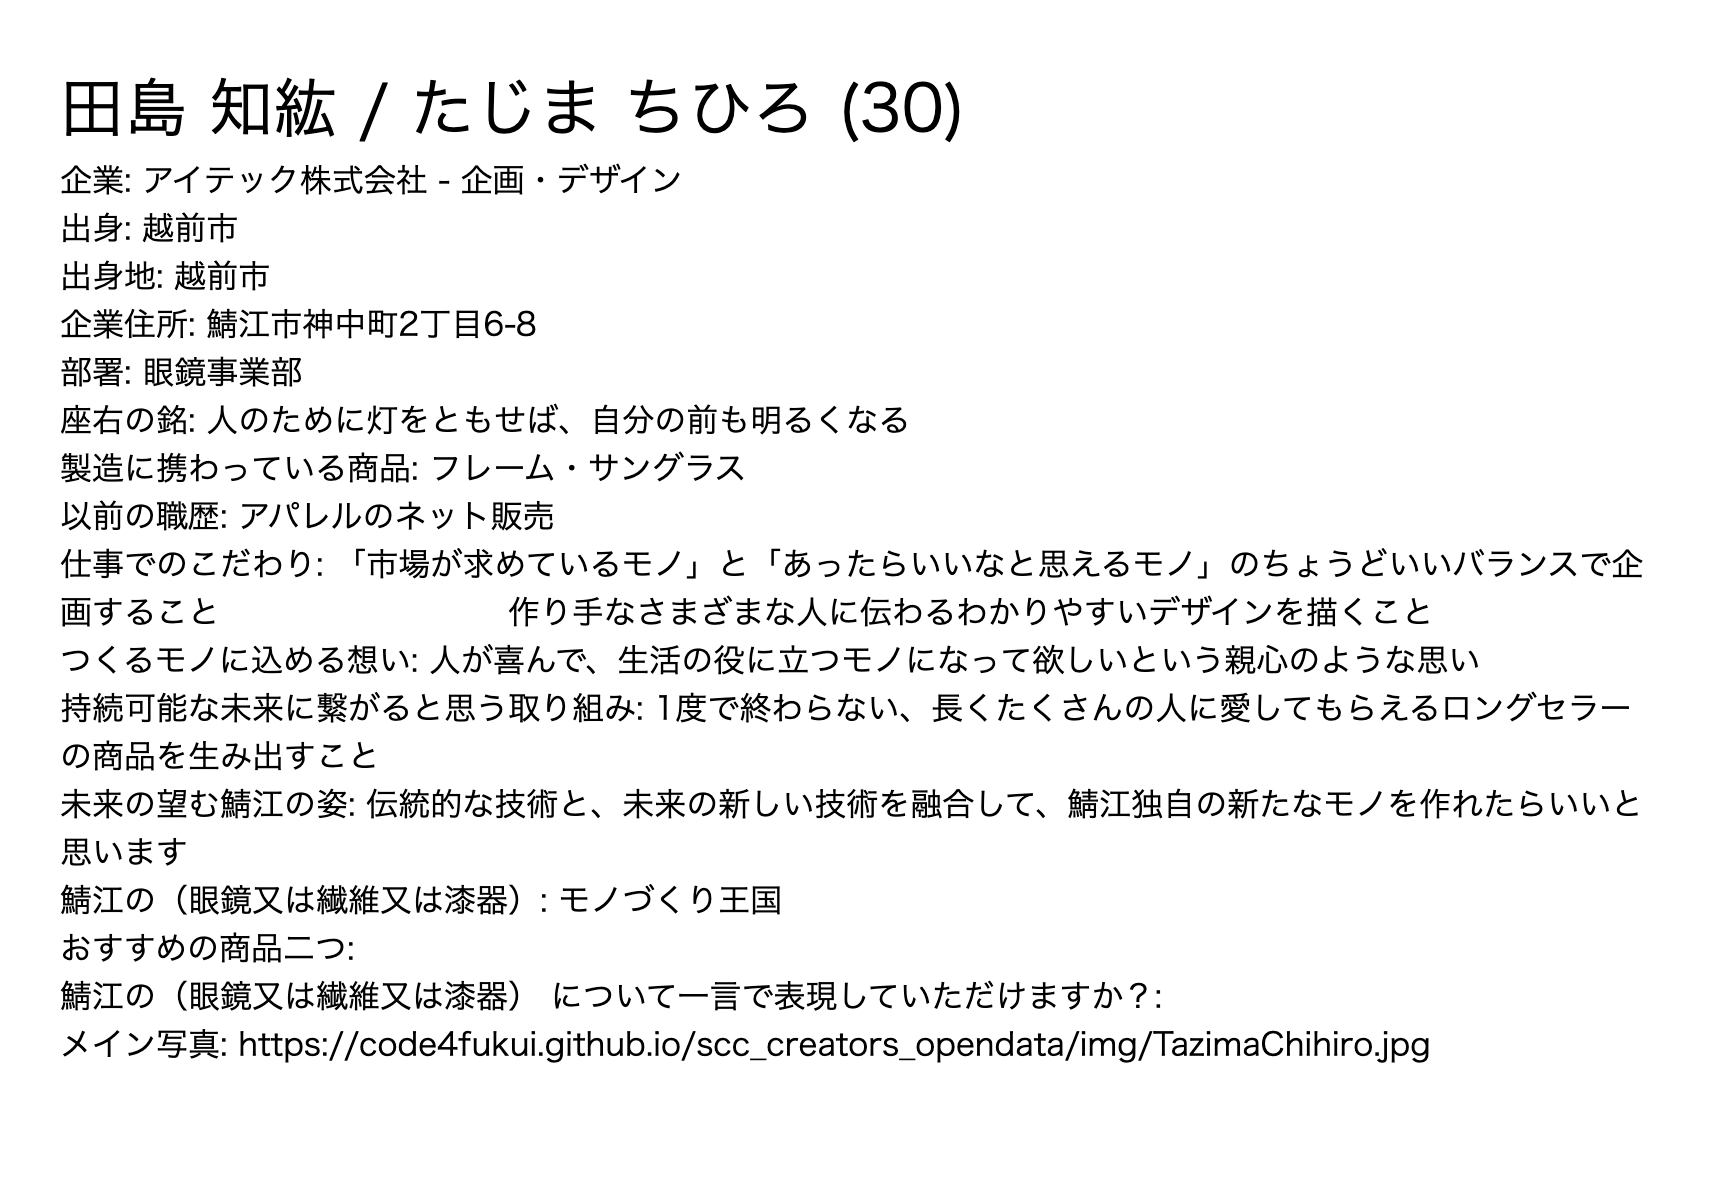 田島 知紘 / たじま ちひろ (30)
企業: アイテック株式会社 - 企画・デザイン
出身: 越前市
出身地: 越前市
企業住所: 鯖江市神中町2丁目6-8
部署: 眼鏡事業部
座右の銘: 人のために灯をともせば、自分の前も明るくなる
製造に携わっている商品: フレーム・サングラス
以前の職歴: アパレルのネット販売
仕事でのこだわり: 「市場が求めているモノ」と「あったらいいなと思えるモノ」のちょうどいいバランスで企
画すること　　　　　　　　　作り手なさまざまな人に伝わるわかりやすいデザインを描くこと
つくるモノに込める想い: 人が喜んで、生活の役に立つモノになって欲しいという親心のような思い
持続可能な未来に繋がると思う取り組み: 1度で終わらない、長くたくさんの人に愛してもらえるロングセラー
の商品を生み出すこと
未来の望む鯖江の姿: 伝統的な技術と、未来の新しい技術を融合して、鯖江独自の新たなモノを作れたらいいと
思います
鯖江の（眼鏡又は繊維又は漆器）: モノづくり王国
おすすめの商品二つ:
鯖江の（眼鏡又は繊維又は漆器） について一言で表現していただけますか？:
メイン写真: https://code4fukui.github.io/scc_creators_opendata/img/TazimaChihiro.jpg